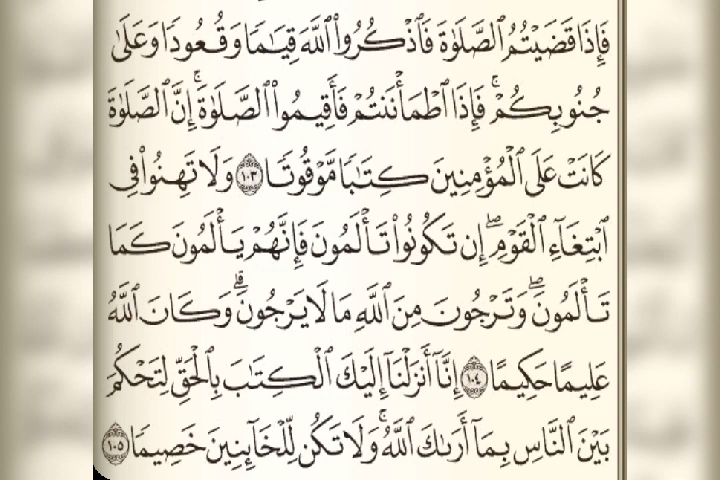 فَإِذَا قَضَيْتُمُ ٱلصَّلَوٰةَ فَٱذْكُرُوا۟ ٱللَّهَ قِيَـٰمًا وَقُعُودًا وَعَلَىٰ
جُنُوبِكُمْ ۚ فَإِذَا ٱطْمَأْنَنتُمْ فَأَقِيمُوا۟ ٱلصَّلَوٰةَ ۚ إِنَّ ٱلصَّلَوٰةَ
كَانَتْ عَلَى ٱلْمُؤْمِنِينَ كِتَـٰبًا مَّوْقُوتًا ١٠٣ وَلَا تَهِنُوا۟ فِى
ٱبْتِغَآءِ ٱلْقَوْمِ ۖ إِن تَكُونُوا۟ تَأْلَمُونَ فَإِنَّهُمْ يَأْلَمُونَ كَمَا
تَأْلَمُونَ ۖ وَتَرْجُونَ مِنَ ٱللَّهِ مَا لَا يَرْجُونَ ۗ وَكَانَ ٱللَّهُ
عَلِيمًا حَكِيمًا ١٠٤ إِنَّآ أَنزَلْنَآ إِلَيْكَ ٱلْكِتَـٰبَ بِٱلْحَقِّ لِتَحْكُمَ
بَيْنَ ٱلنَّاسِ بِمَآ أَرَىٰكَ ٱللَّهُ ۚ وَلَا تَكُن لِّلْخَآئِنِينَ خَصِيمًا ١٠٥